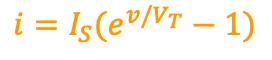 i = I_S(e^{v/V_T} − 1)